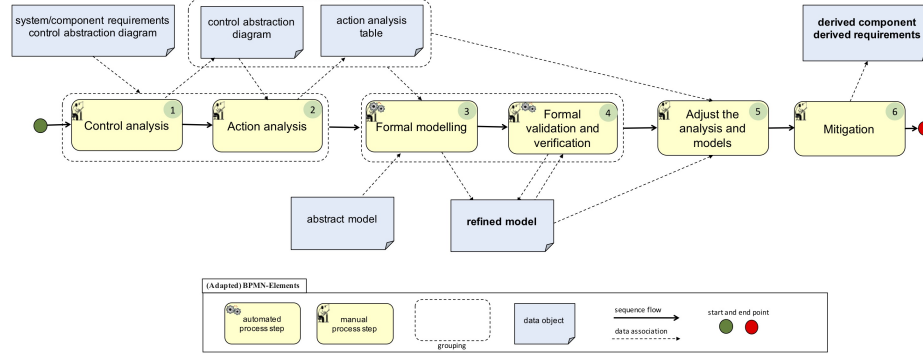 system/component requirements
control abstraction diagram
control abstraction
diagram
action analysis
table
derived component
derived requirements
1
Control analysis
2
Action analysis
3
Formal modelling
4
Formal
validation and
verification
5
Adjust the
analysis and
models
6
Mitigation
abstract model
refined model
(Adapted) BPMN-Elements
automated
process step
manual
process step
grouping
data object
sequence flow
data association
start and end point